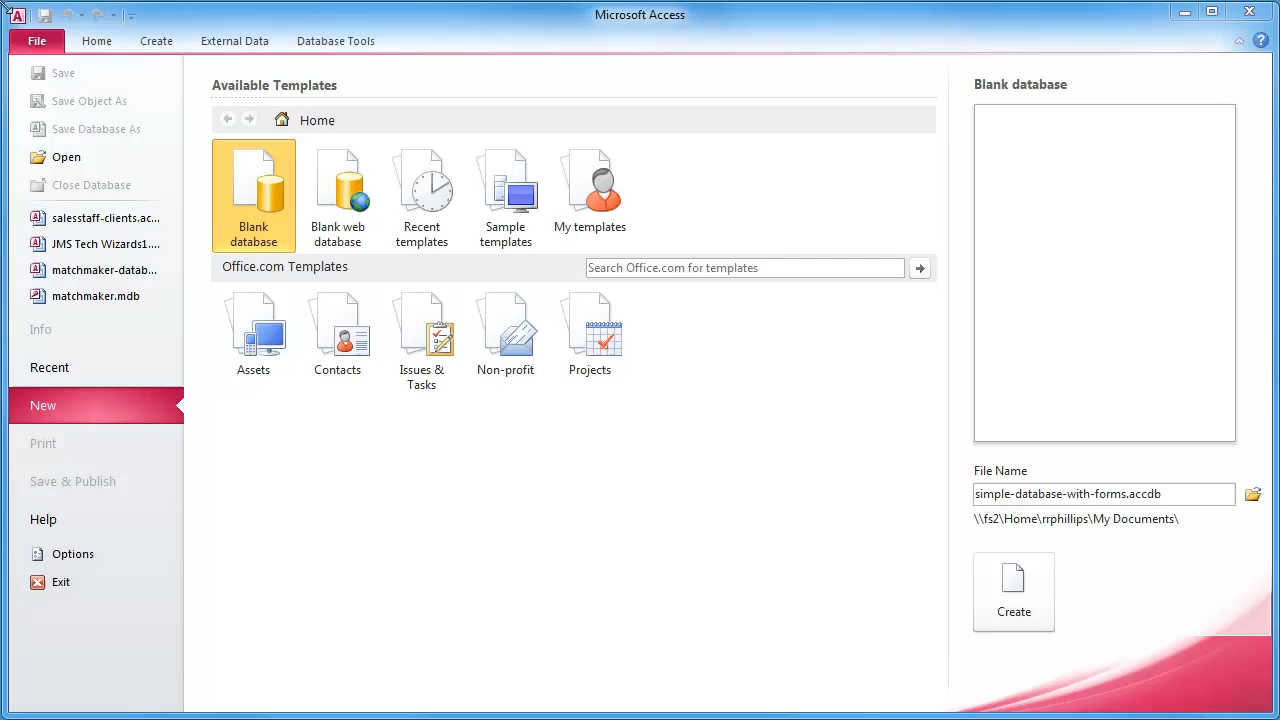 Microsoft Access
File Home Create External Data Database Tools
Save
Save Object As
Save Database As
Open
Close Database
salesstaff-clients.ac...
JMS Tech Wizards1....
matchmaker-datab...
matchmaker.mdb
Info
Recent
New
Print
Save & Publish
Help
Options
Exit
Available Templates
Home
Blank
database
Blank web
database
Recent
templates
Sample
templates
My templates
Office.com Templates
Search Office.com for templates
Assets
Contacts
Issues &
Tasks
Non-profit
Projects
Blank database
File Name
simple-database-with-forms.accdb
\\fs2\Home\rrphillips\My Documents\
Create